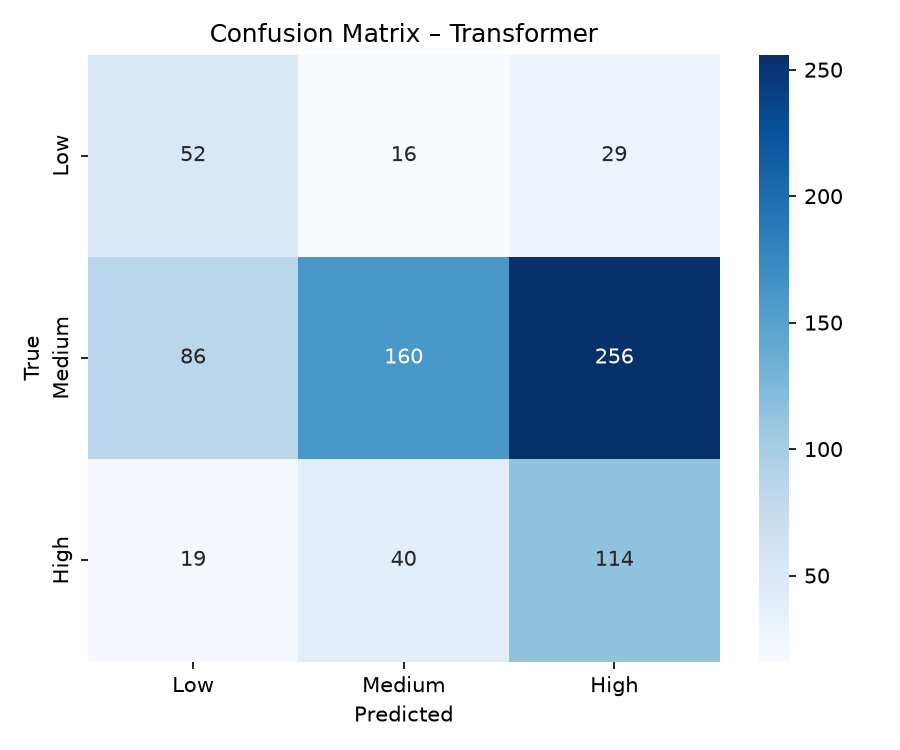 Confusion Matrix – Transformer
Low
52
16
29
True
Medium
86
160
256
High
19
40
114
Low
Medium
High
Predicted
250
200
150
100
50